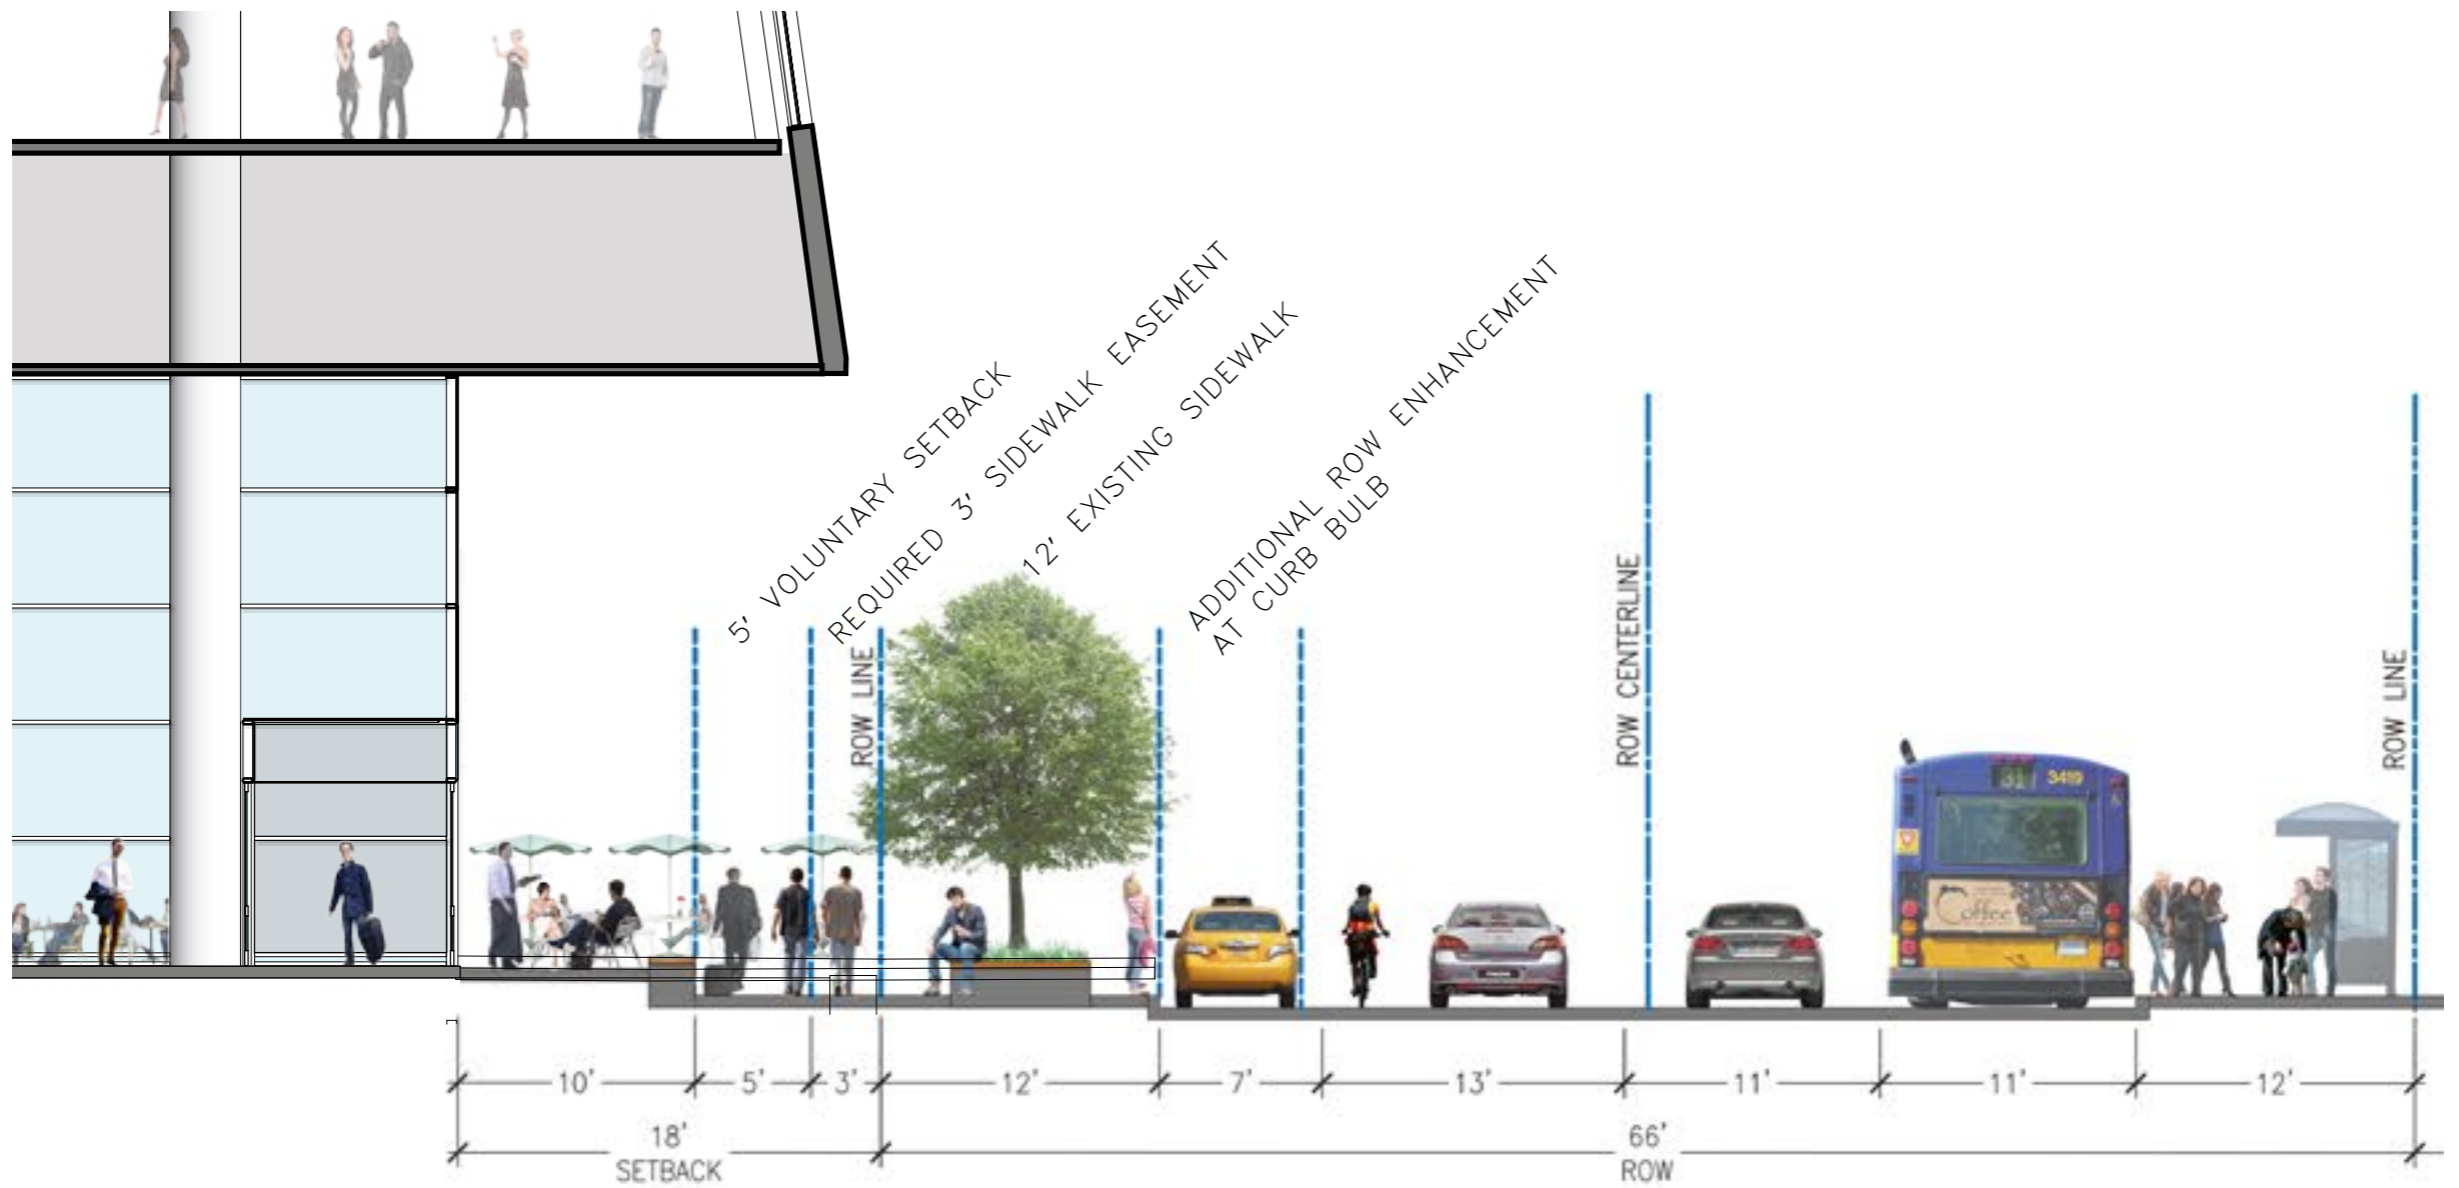 5' VOLUNTARY SETBACK
REQUIRED 3' SIDEWALK EASEMENT
12' EXISTING SIDEWALK
ADDITIONAL ROW ENHANCEMENT
AT CURB BULB
ROW LINE
ROW CENTERLINE
ROW LINE
31 3419
Coffee
10' 5' 3' 12' 7' 13' 11' 11' 12'
18'
SETBACK
66'
ROW